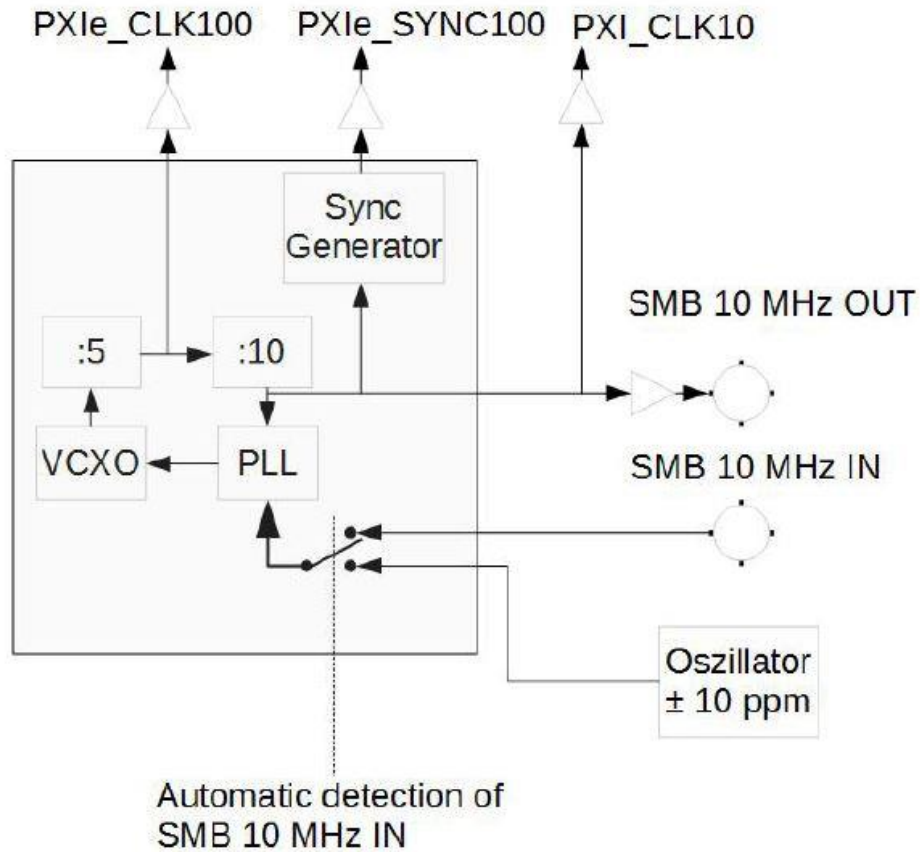 PXIe_CLK100
PXIe_SYNC100
PXI_CLK10
Sync
Generator
SMB 10 MHz OUT
:5
:10
VCXO
PLL
SMB 10 MHz IN
Oszillator
± 10 ppm
Automatic detection of
SMB 10 MHz IN